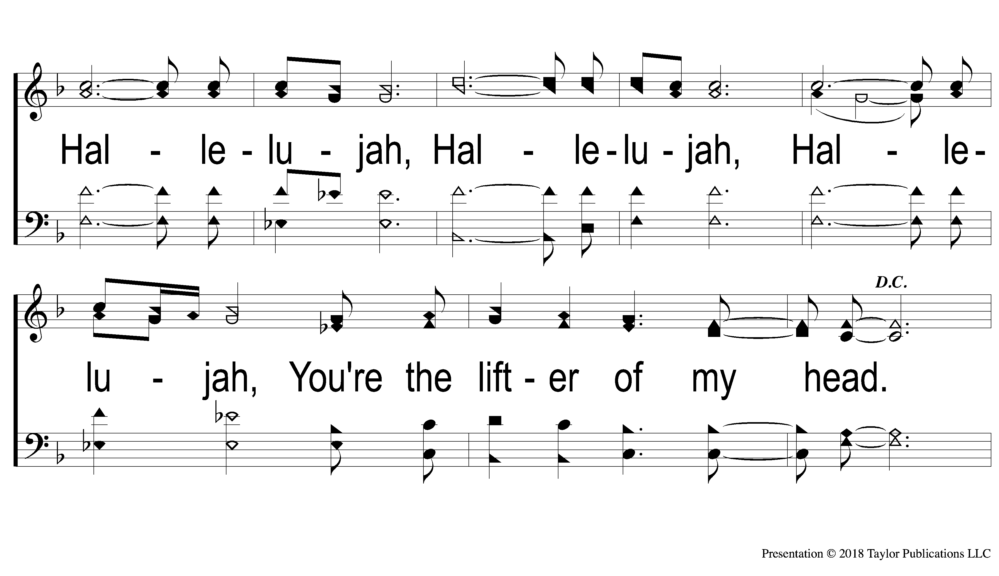 Hal - le - lu - jah, Hal - le - lu - jah, Hal - le -
D.C.
lu - jah, You're the lift - er of my head.
Presentation © 2018 Taylor Publications LLC